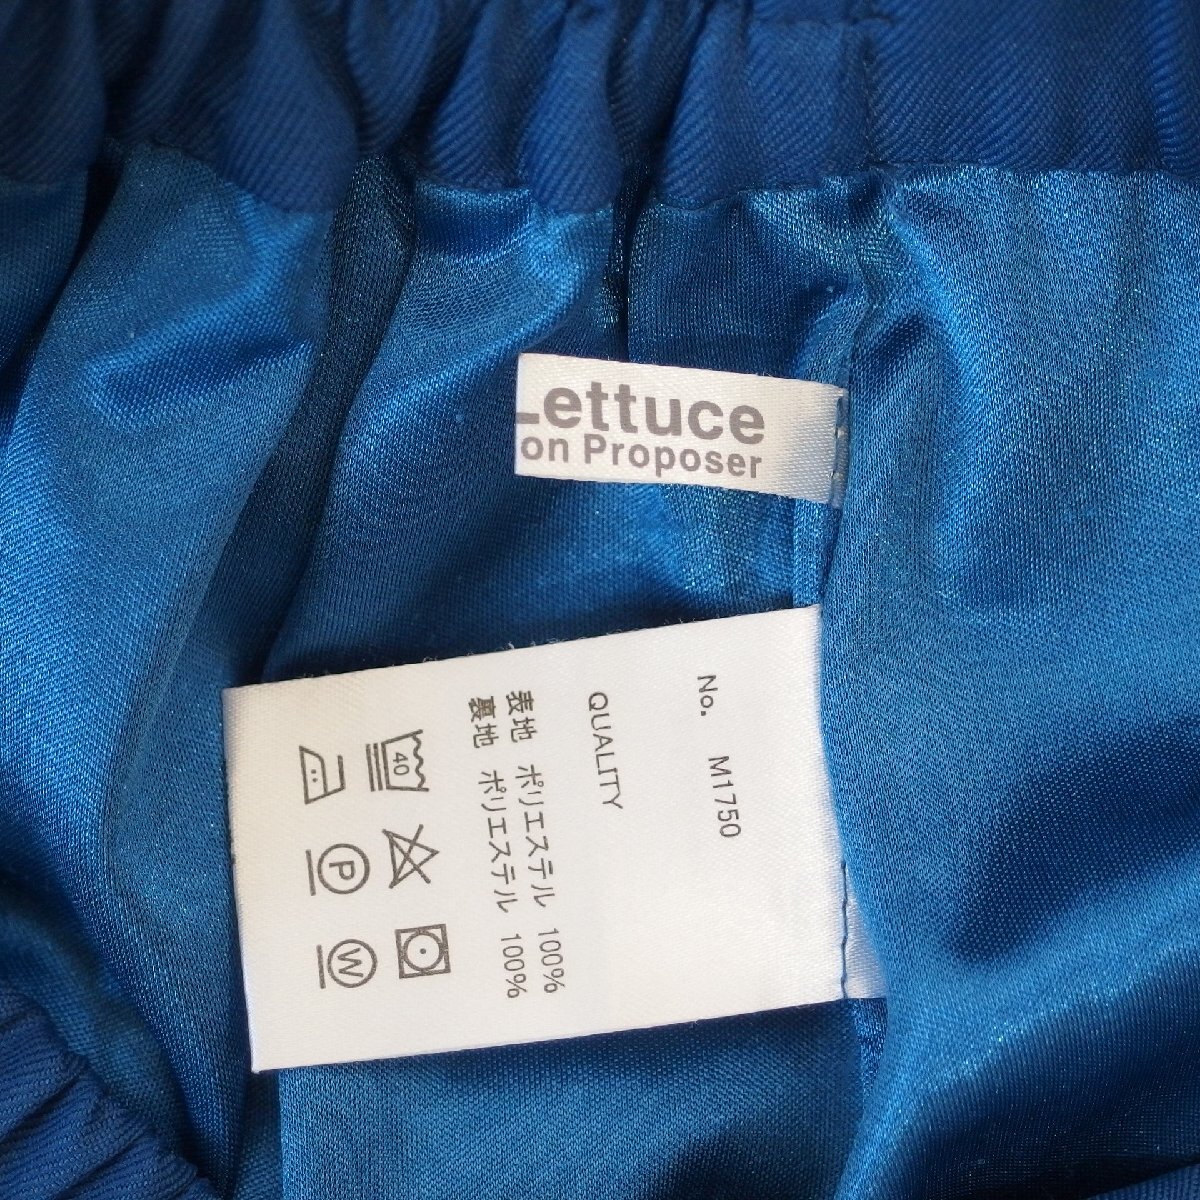 Lettuce
on Proposer
No. M1750
QUALITY
表地 ポリエステル 100%
裏地 ポリエステル 100%
40
P
W